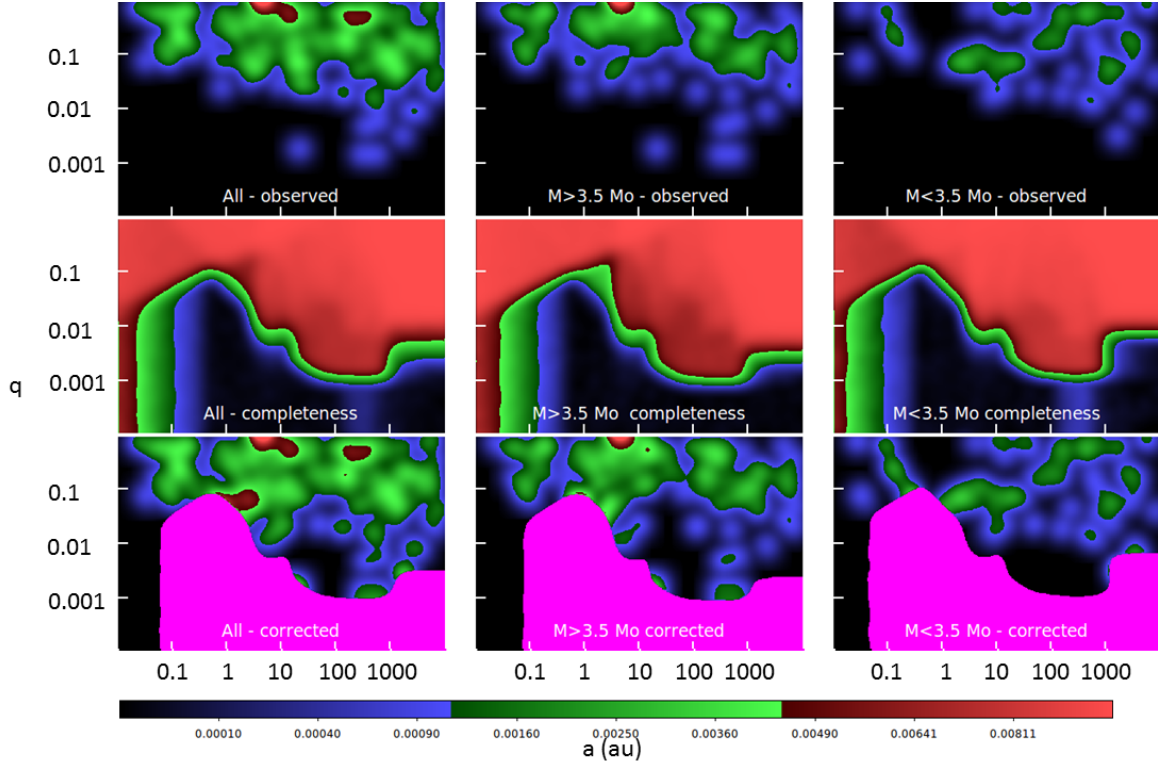 0.1
0.01
0.001
All - observed
M>3.5 Mo - observed
M<3.5 Mo - observed
0.1
0.01
0.001
q
All - completeness
M>3.5 Mo completeness
M<3.5 Mo completeness
0.1
0.01
0.001
All - corrected
M>3.5 Mo corrected
M<3.5 Mo - corrected
0.1 1 10 100 1000
0.1 1 10 100 1000
0.1 1 10 100 1000
0.00010 0.00040 0.00090 0.00160 0.00250 0.00360 0.00490 0.00641 0.00811
a (au)